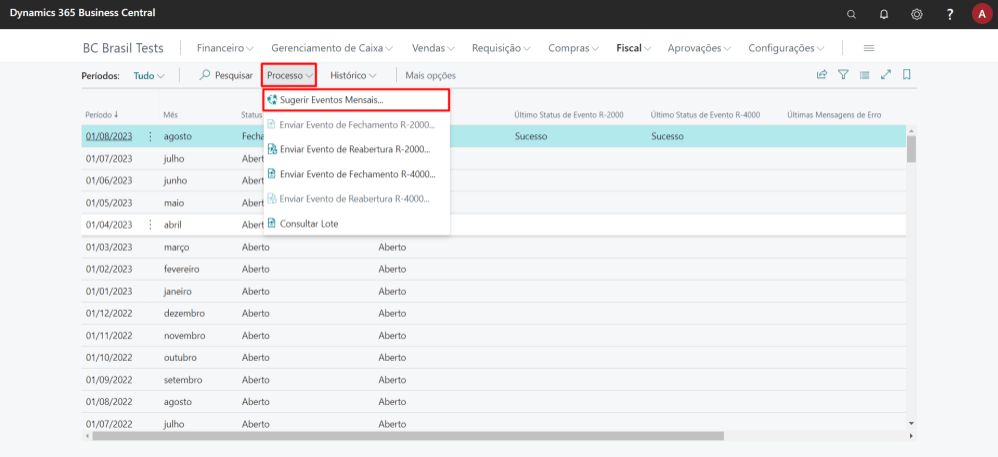 Dynamics 365 Business Central
?
A
BC Brasil Tests
Financeiro Gerenciamento de Caixa Vendas Requisição Compras Fiscal Aprovações Configurações
Períodos: Tudo Pesquisar Processo Histórico Mais opções
Sugerir Eventos Mensais...
Enviar Evento de Fechamento R-2000...
Enviar Evento de Reabertura R-2000...
Enviar Evento de Fechamento R-4000...
Enviar Evento de Reabertura R-4000...
Consultar Lote
Período ↓ Mês Status Último Status de Evento R-2000 Último Status de Evento R-4000 Últimas Mensagens de Erro
01/08/2023 agosto Fecha Sucesso Sucesso
01/07/2023 julho Abert
01/06/2023 junho Abert
01/05/2023 maio Abert
01/04/2023 abril Abert
01/03/2023 março Aberto Aberto
01/02/2023 fevereiro Aberto Aberto
01/01/2023 janeiro Aberto Aberto
01/12/2022 dezembro Aberto Aberto
01/11/2022 novembro Aberto Aberto
01/10/2022 outubro Aberto Aberto
01/09/2022 setembro Aberto Aberto
01/08/2022 agosto Aberto Aberto
01/07/2022 julho Aberto Aberto